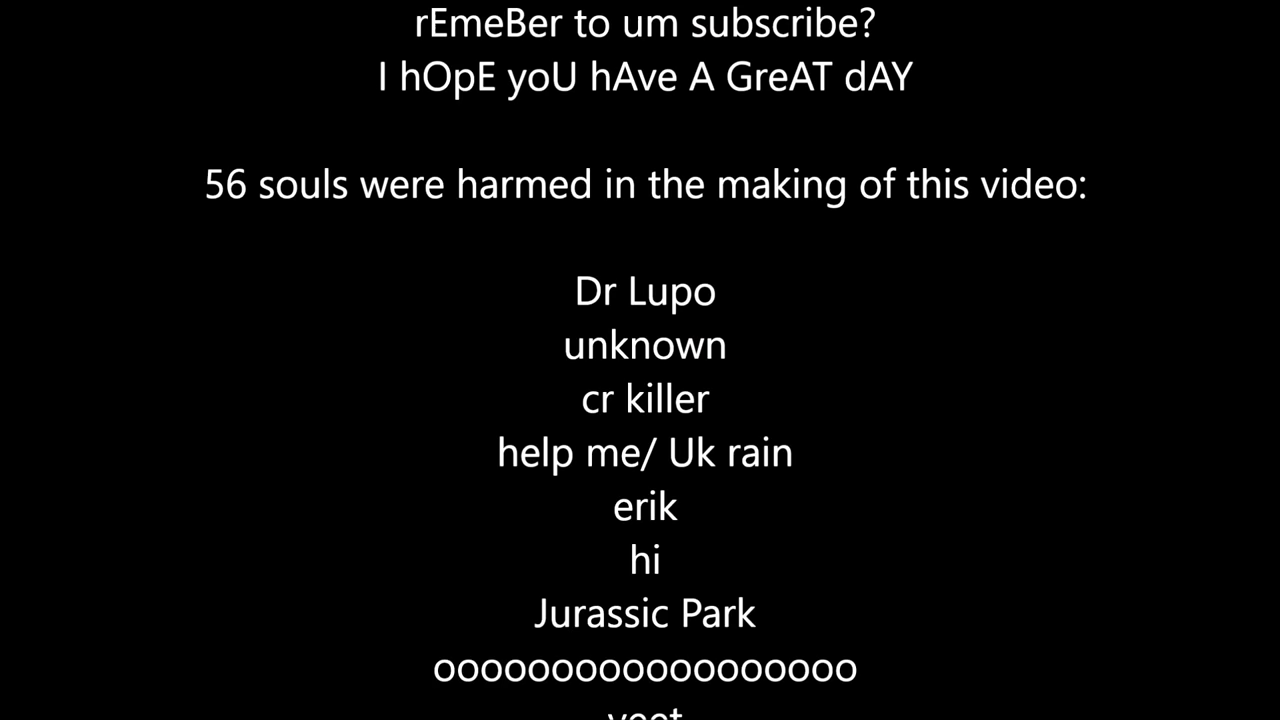 rEmeBer to um subscribe?
I hOpE yoU hAve A GreAT dAY
56 souls were harmed in the making of this video:
Dr Lupo
unknown
cr killer
help me/ Uk rain
erik
hi
Jurassic Park
oooooooooooooooooo